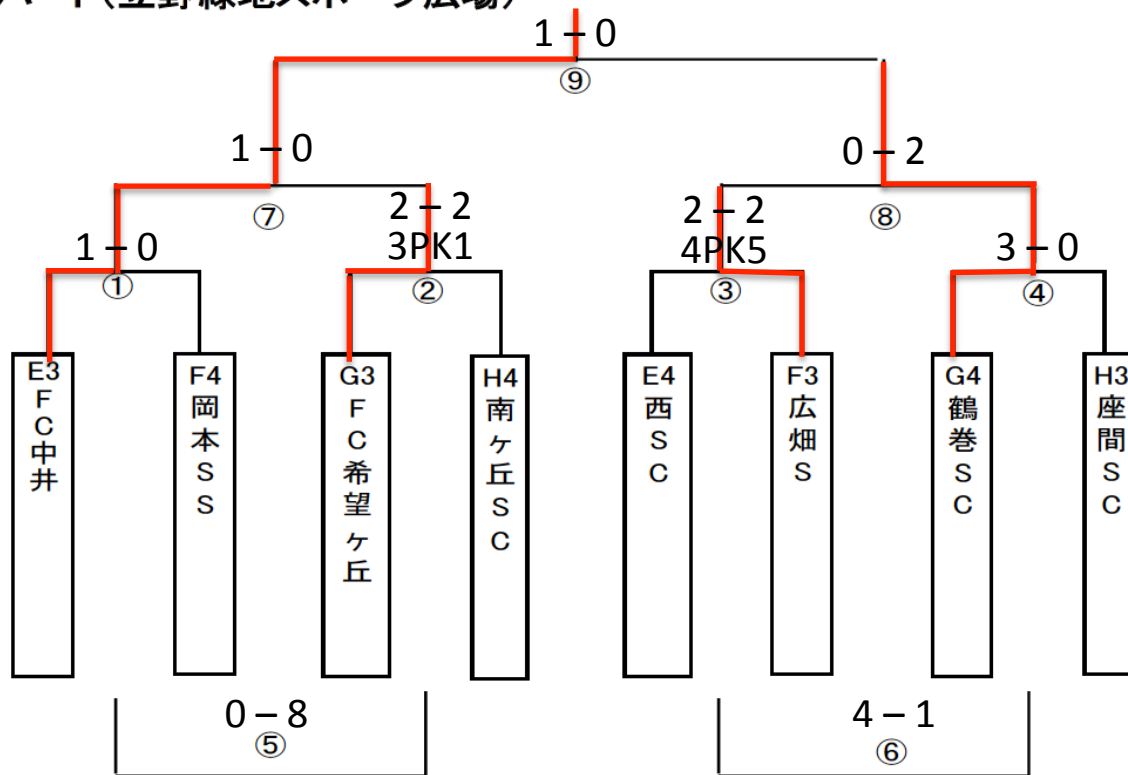 1－0
⑨
1－0
0－2
⑦
⑧
2－2
3PK1
2－2
4PK5
1－0
3－0
①
②
③
④
E3 FC中井
F4 岡本SS
G3 FC希望ヶ丘
H4 南ヶ丘SC
E4 西SC
F3 広畑S
G4 鶴巻SC
H3 座間SC
0－8
⑤
4－1
⑥